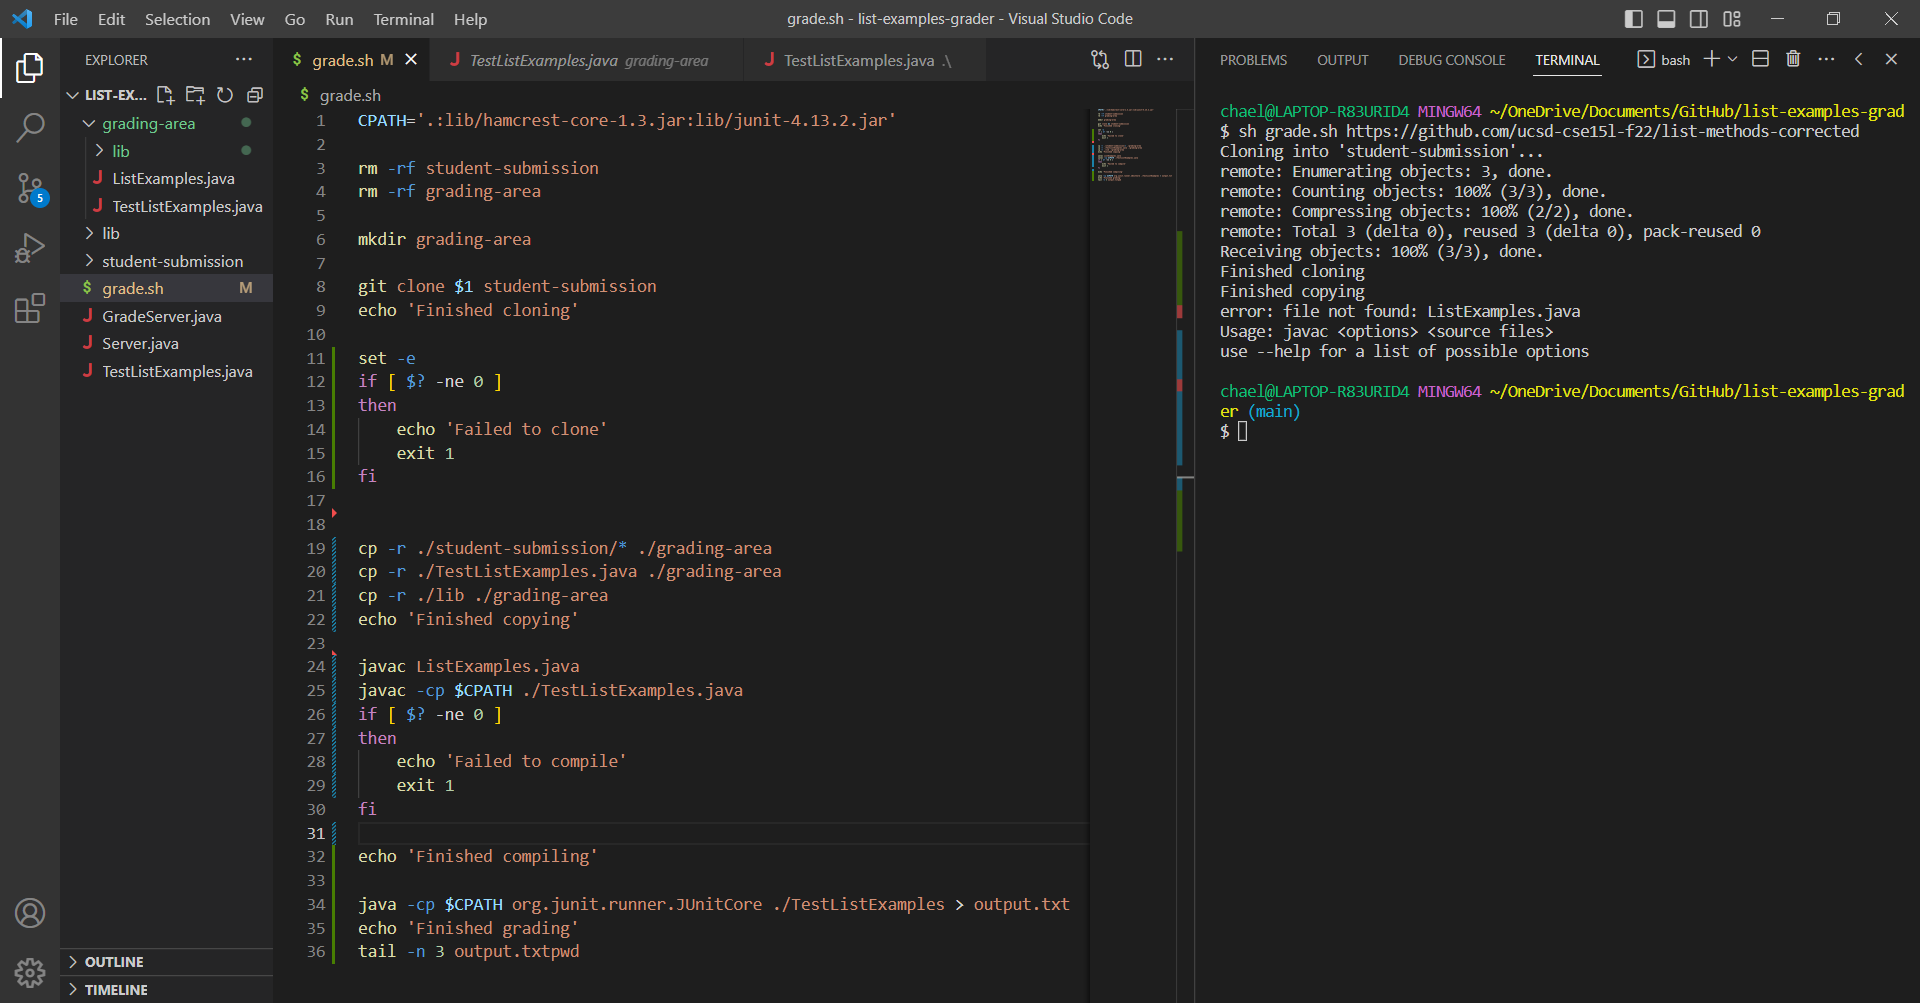 File Edit Selection View Go Run Terminal Help
grade.sh - list-examples-grader - Visual Studio Code
EXPLORER
LIST-EX...
grading-area
lib
ListExamples.java
TestListExamples.java
lib
student-submission
grade.sh M
GradeServer.java
Server.java
TestListExamples.java
5
OUTLINE
TIMELINE
$ grade.sh M
TestListExamples.java grading-area
TestListExamples.java .\
$ grade.sh
1 CPATH='.:lib/hamcrest-core-1.3.jar:lib/junit-4.13.2.jar'
2
3 rm -rf student-submission
4 rm -rf grading-area
5
6 mkdir grading-area
7
8 git clone $1 student-submission
9 echo 'Finished cloning'
10
11 set -e
12 if [ $? -ne 0 ]
13 then
14 echo 'Failed to clone'
15 exit 1
16 fi
17
18
19 cp -r ./student-submission/* ./grading-area
20 cp -r ./TestListExamples.java ./grading-area
21 cp -r ./lib ./grading-area
22 echo 'Finished copying'
23
24 javac ListExamples.java
25 javac -cp $CPATH ./TestListExamples.java
26 if [ $? -ne 0 ]
27 then
28 echo 'Failed to compile'
29 exit 1
30 fi
31
32 echo 'Finished compiling'
33
34 java -cp $CPATH org.junit.runner.JUnitCore ./TestListExamples > output.txt
35 echo 'Finished grading'
36 tail -n 3 output.txtpwd
PROBLEMS OUTPUT DEBUG CONSOLE TERMINAL
bash
chael@LAPTOP-R83URID4 MINGW64 ~/OneDrive/Documents/GitHub/list-examples-grad
$ sh grade.sh https://github.com/ucsd-cse15l-f22/list-methods-corrected
Cloning into 'student-submission'...
remote: Enumerating objects: 3, done.
remote: Counting objects: 100% (3/3), done.
remote: Compressing objects: 100% (2/2), done.
remote: Total 3 (delta 0), reused 3 (delta 0), pack-reused 0
Receiving objects: 100% (3/3), done.
Finished cloning
Finished copying
error: file not found: ListExamples.java
Usage: javac <options> <source files>
use --help for a list of possible options
chael@LAPTOP-R83URID4 MINGW64 ~/OneDrive/Documents/GitHub/list-examples-grad
er (main)
$